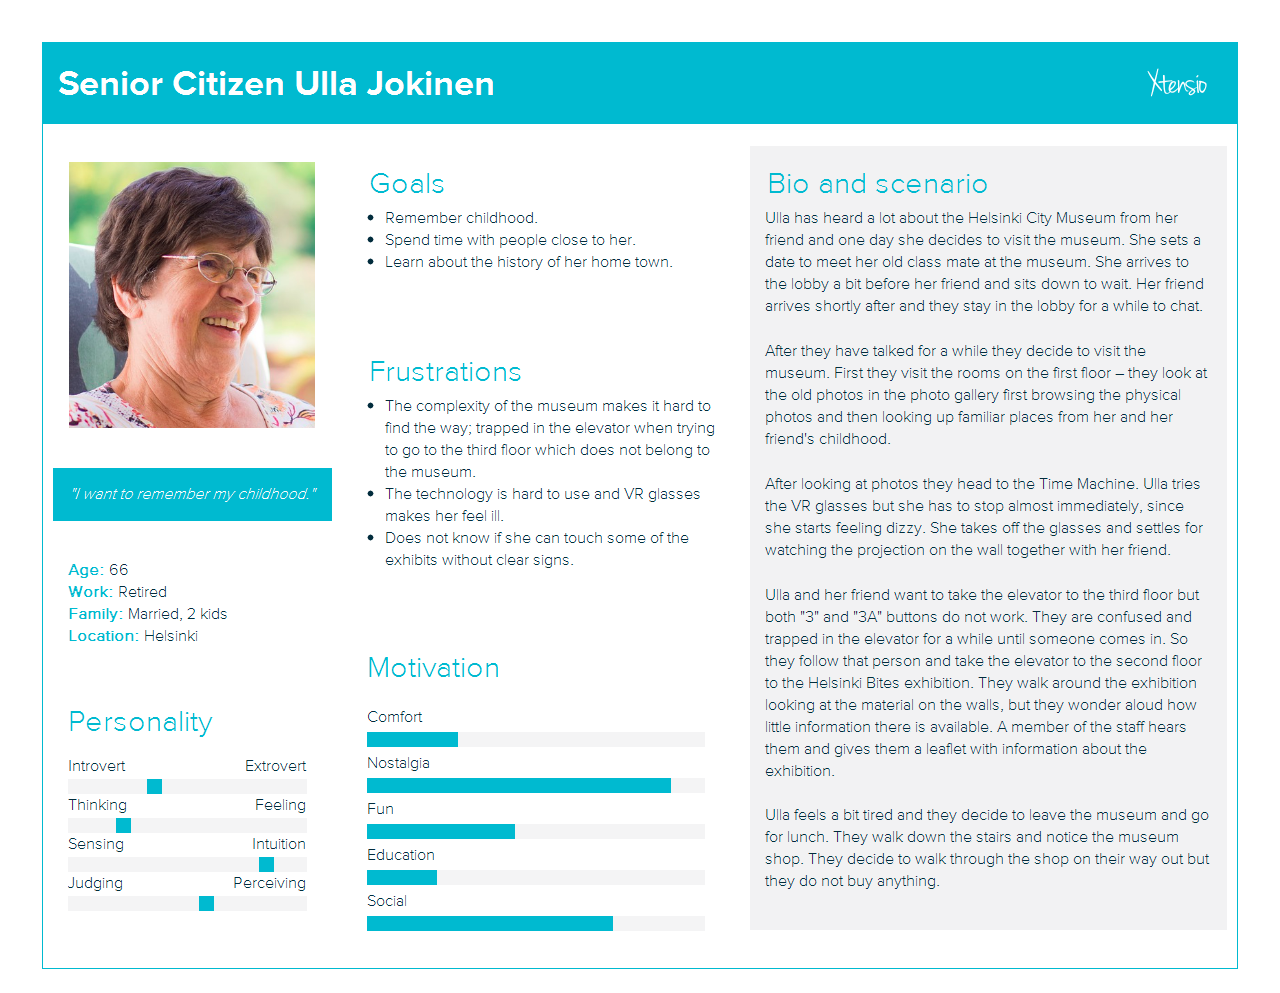 Senior Citizen Ulla Jokinen
Xtensio
"I want to remember my childhood."
Age: 66
Work: Retired
Family: Married, 2 kids
Location: Helsinki
Personality
Introvert Extrovert
Thinking Feeling
Sensing Intuition
Judging Perceiving
Goals
• Remember childhood.
• Spend time with people close to her.
• Learn about the history of her home town.
Frustrations
• The complexity of the museum makes it hard to
find the way; trapped in the elevator when trying
to go to the third floor which does not belong to
the museum.
• The technology is hard to use and VR glasses
makes her feel ill.
• Does not know if she can touch some of the
exhibits without clear signs.
Motivation
Comfort
Nostalgia
Fun
Education
Social
Bio and scenario
Ulla has heard a lot about the Helsinki City Museum from her
friend and one day she decides to visit the museum. She sets a
date to meet her old class mate at the museum. She arrives to
the lobby a bit before her friend and sits down to wait. Her friend
arrives shortly after and they stay in the lobby for a while to chat.
After they have talked for a while they decide to visit the
museum. First they visit the rooms on the first floor – they look at
the old photos in the photo gallery first browsing the physical
photos and then looking up familiar places from her and her
friend's childhood.
After looking at photos they head to the Time Machine. Ulla tries
the VR glasses but she has to stop almost immediately, since
she starts feeling dizzy. She takes off the glasses and settles for
watching the projection on the wall together with her friend.
Ulla and her friend want to take the elevator to the third floor but
both "3" and "3A" buttons do not work. They are confused and
trapped in the elevator for a while until someone comes in. So
they follow that person and take the elevator to the second floor
to the Helsinki Bites exhibition. They walk around the exhibition
looking at the material on the walls, but they wonder aloud how
little information there is available. A member of the staff hears
them and gives them a leaflet with information about the
exhibition.
Ulla feels a bit tired and they decide to leave the museum and go
for lunch. They walk down the stairs and notice the museum
shop. They decide to walk through the shop on their way out but
they do not buy anything.